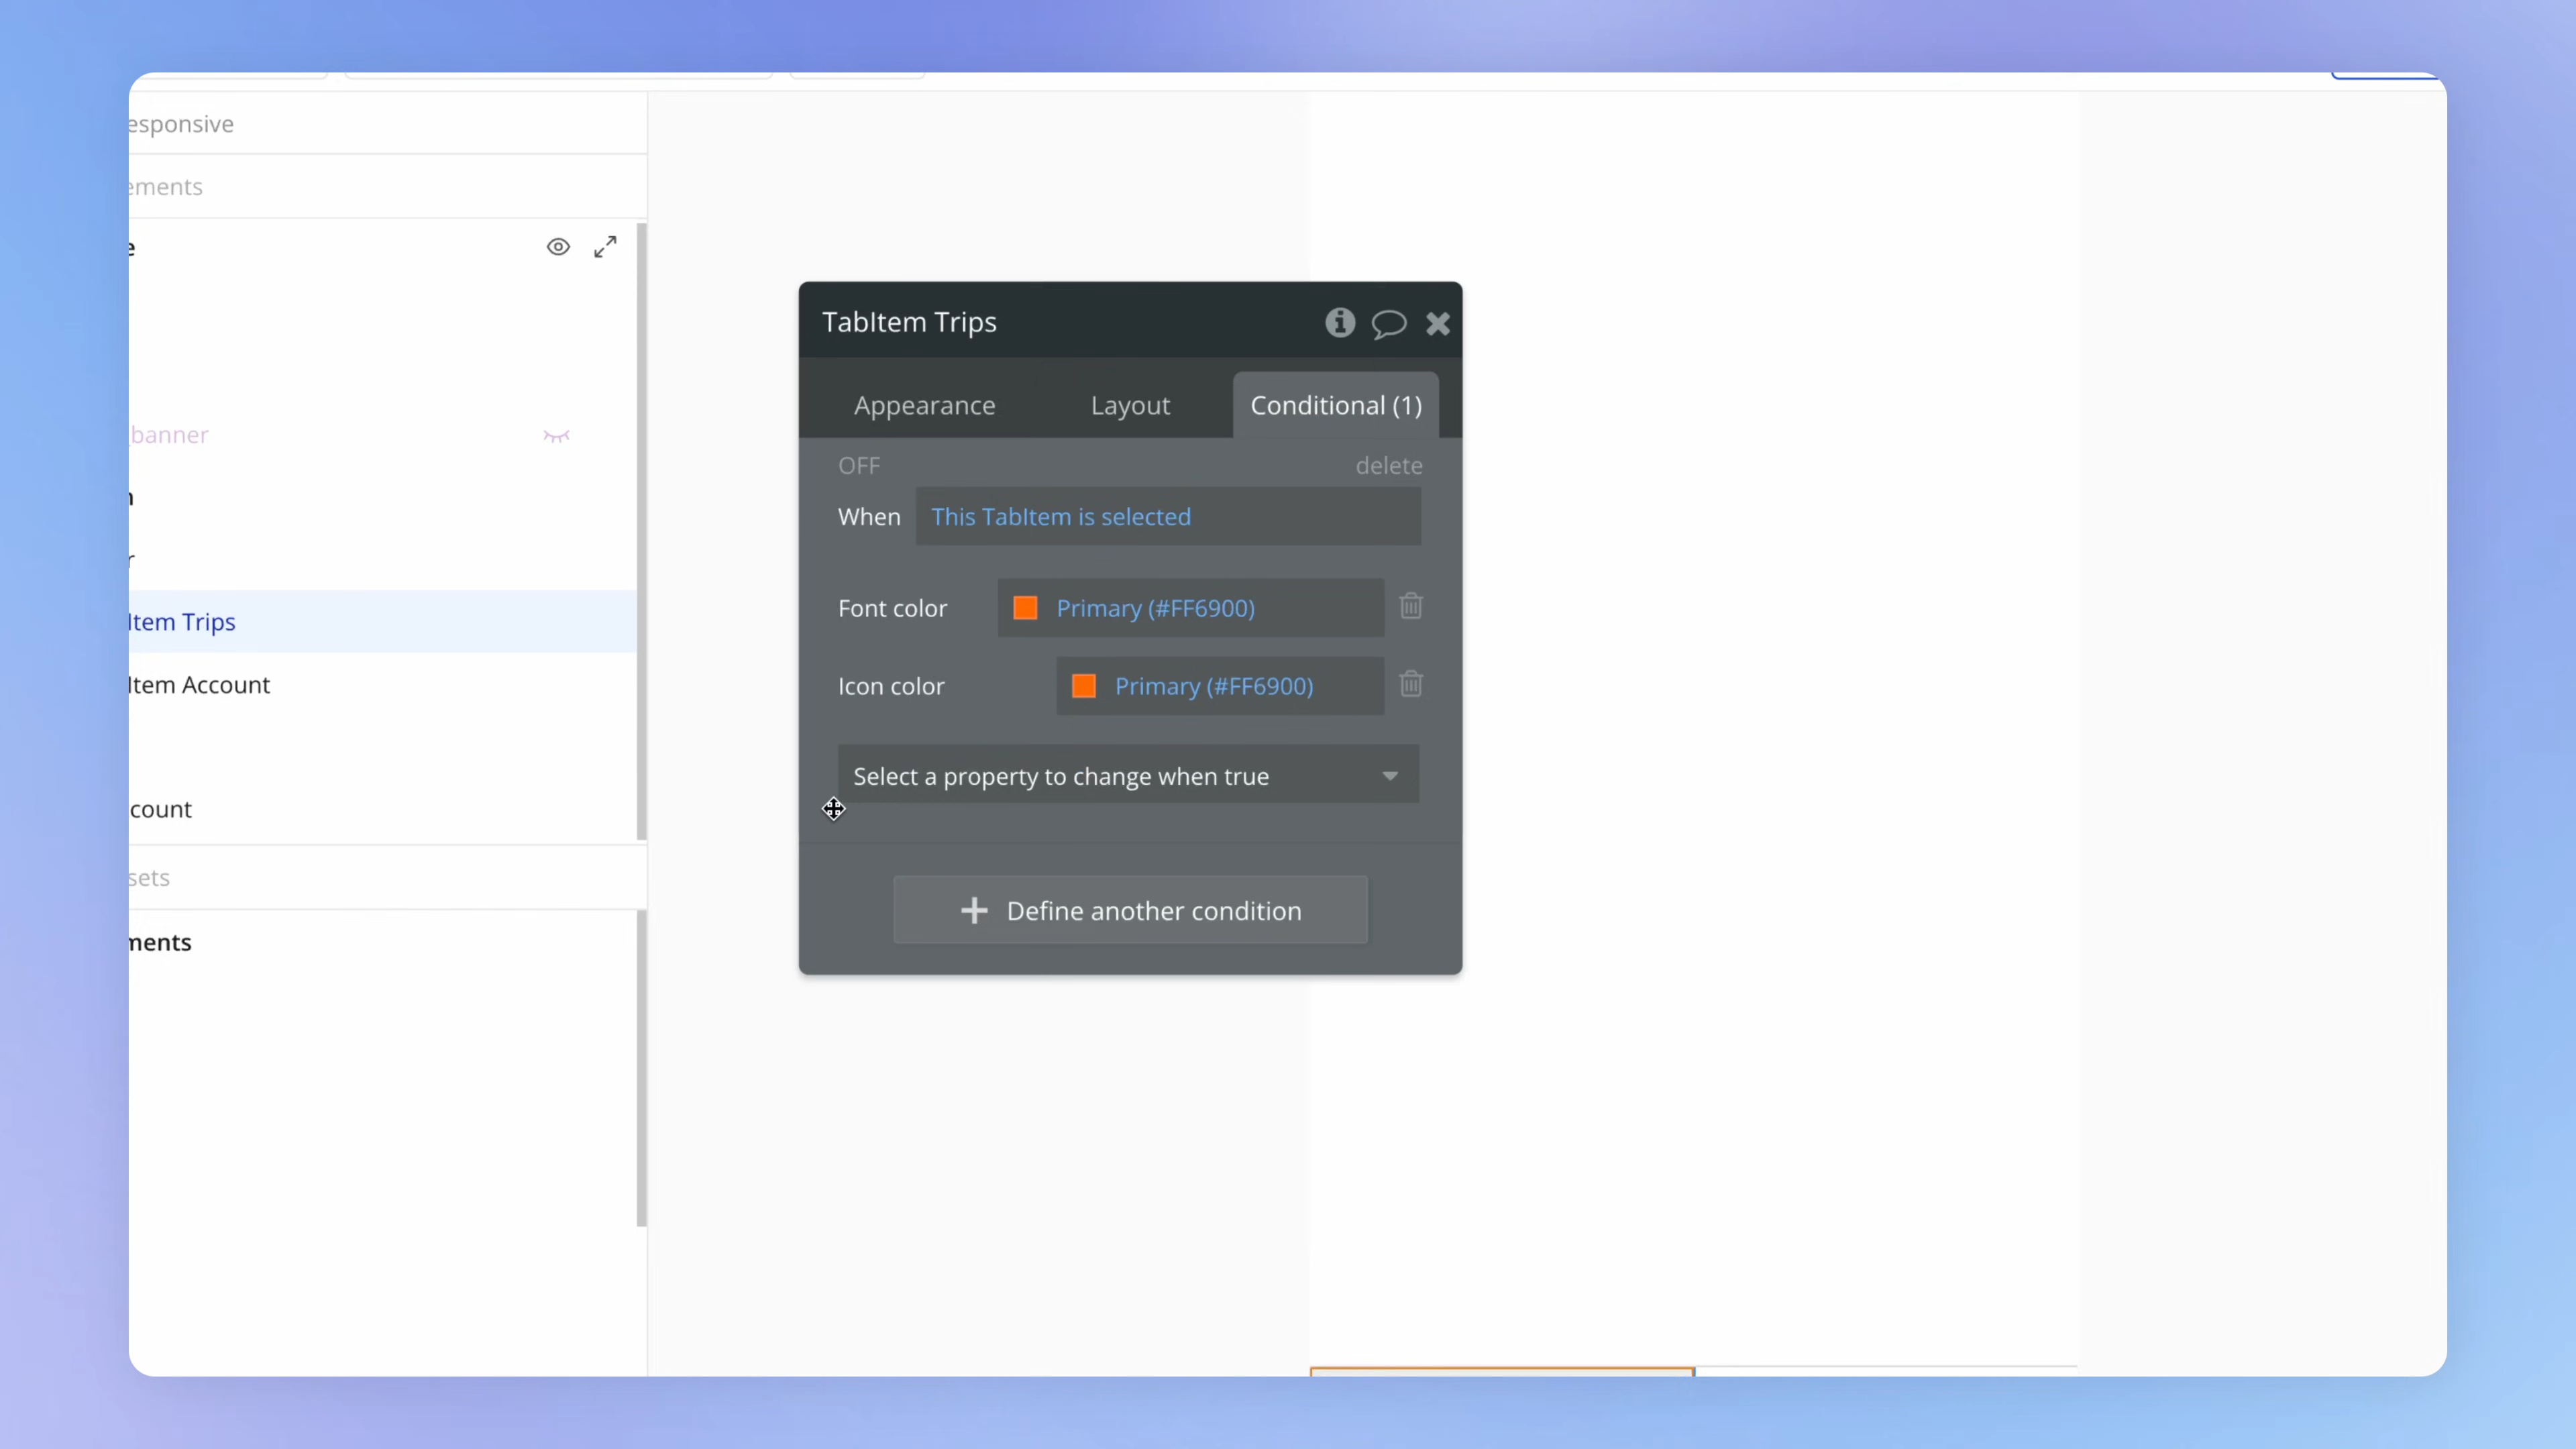 esponsive
ements
e
banner
n
r
Item Trips
Item Account
count
sets
ments
TabItem Trips
Appearance
Layout
Conditional (1)
OFF
delete
When
This TabItem is selected
Font color
Primary (#FF6900)
Icon color
Primary (#FF6900)
Select a property to change when true
Define another condition